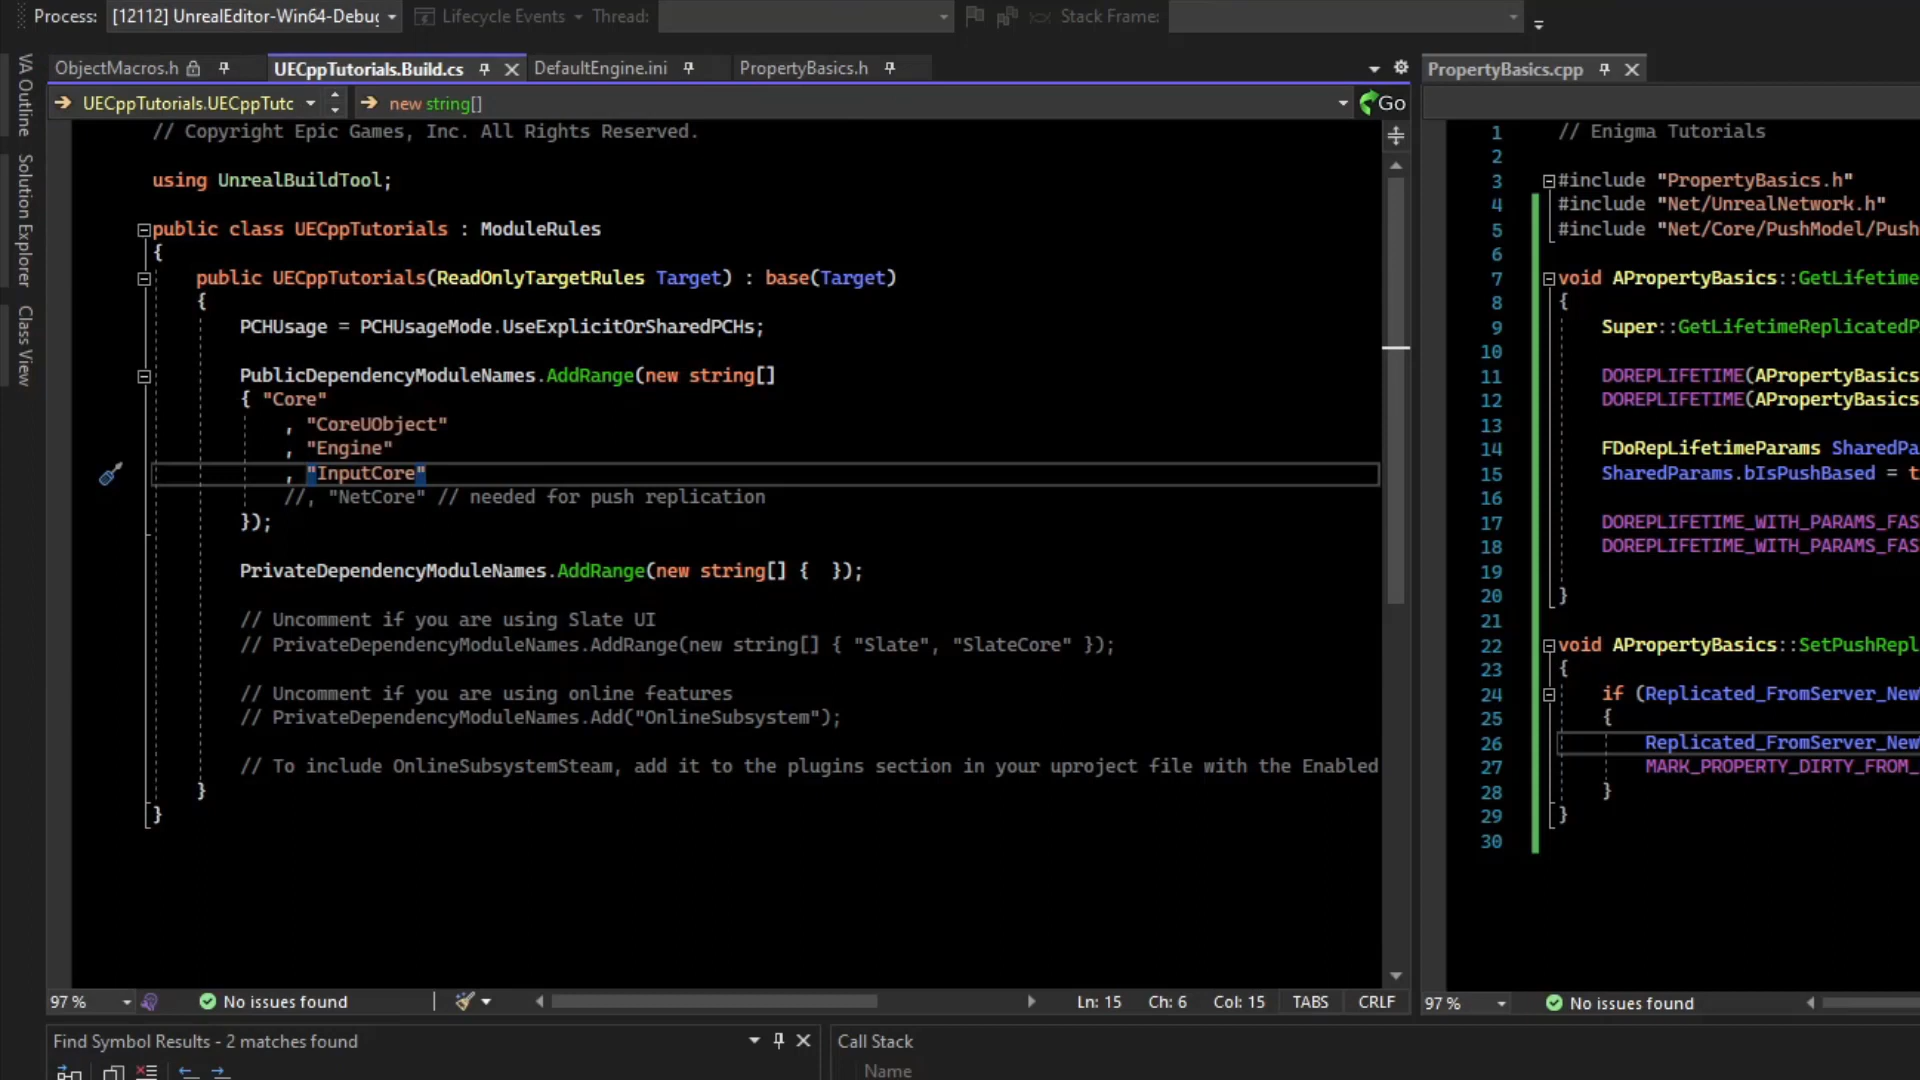 Process: [12112] UnrealEditor-Win64-Debug Lifecycle Events Thread: Stack Frame:
VA Outline
Solution Explorer
Class View
ObjectMacros.h UECppTutorials.Build.cs DefaultEngine.ini PropertyBasics.h
UECppTutorials.UECppTutc new string[] Go
// Copyright Epic Games, Inc. All Rights Reserved.
using UnrealBuildTool;
public class UECppTutorials : ModuleRules
{
public UECppTutorials(ReadOnlyTargetRules Target) : base(Target)
{
PCHUsage = PCHUsageMode.UseExplicitOrSharedPCHs;
PublicDependencyModuleNames.AddRange(new string[]
{ "Core"
, "CoreUObject"
, "Engine"
, "InputCore"
//, "NetCore" // needed for push replication
});
PrivateDependencyModuleNames.AddRange(new string[] {  });
// Uncomment if you are using Slate UI
// PrivateDependencyModuleNames.AddRange(new string[] { "Slate", "SlateCore" });
// Uncomment if you are using online features
// PrivateDependencyModuleNames.Add("OnlineSubsystem");
// To include OnlineSubsystemSteam, add it to the plugins section in your uproject file with the Enabled
}
}
97 % No issues found Ln: 15 Ch: 6 Col: 15 TABS CRLF
PropertyBasics.cpp
1 // Enigma Tutorials
2
3 #include "PropertyBasics.h"
4 #include "Net/UnrealNetwork.h"
5 #include "Net/Core/PushModel/Push
6
7 void APropertyBasics::GetLifetime
8 {
9 Super::GetLifetimeReplicatedP
10
11 DOREPLIFETIME(APropertyBasics
12 DOREPLIFETIME(APropertyBasics
13
14 FDoRepLifetimeParams SharedPa
15 SharedParams.bIsPushBased = t
16
17 DOREPLIFETIME_WITH_PARAMS_FAS
18 DOREPLIFETIME_WITH_PARAMS_FAS
19
20 }
21
22 void APropertyBasics::SetPushRepl
23 {
24 if (Replicated_FromServer_New
25 {
26 Replicated_FromServer_New
27 MARK_PROPERTY_DIRTY_FROM_
28 }
29 }
30
97 % No issues found
Find Symbol Results - 2 matches found
Call Stack
Name